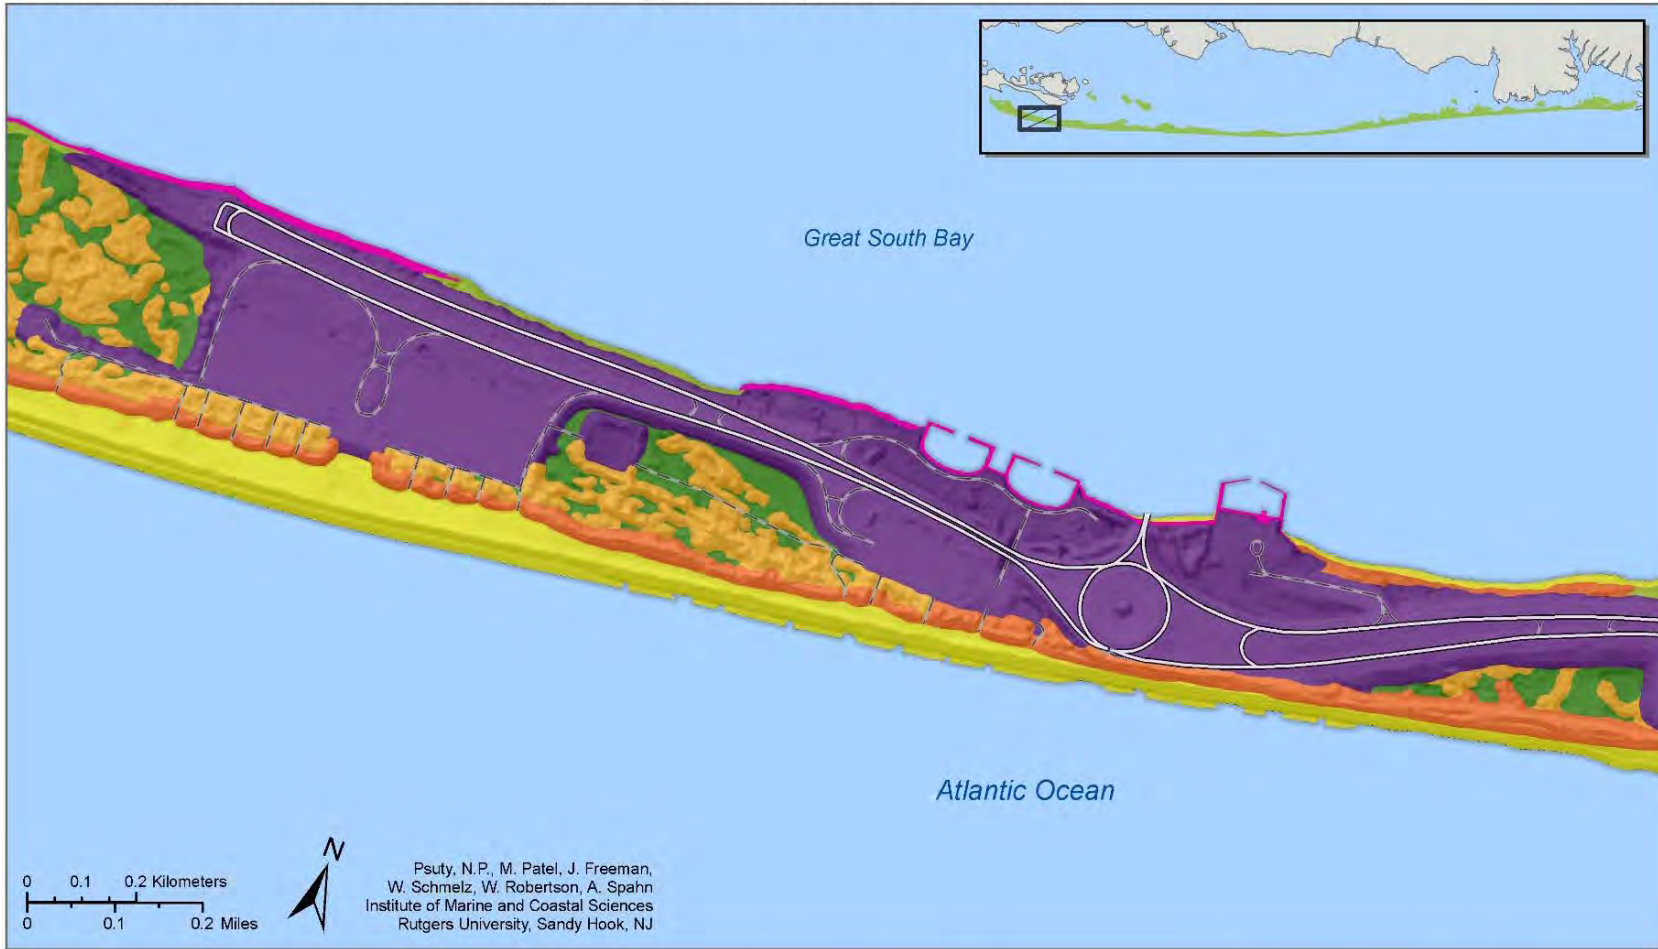 Great South Bay
Atlantic Ocean
0 0.1 0.2 Kilometers
0 0.1 0.2 Miles
N
Psuty, N.P., M. Patel, J. Freeman,
W. Schmelz, W. Robertson, A. Spahn
Institute of Marine and Coastal Sciences
Rutgers University, Sandy Hook, NJ